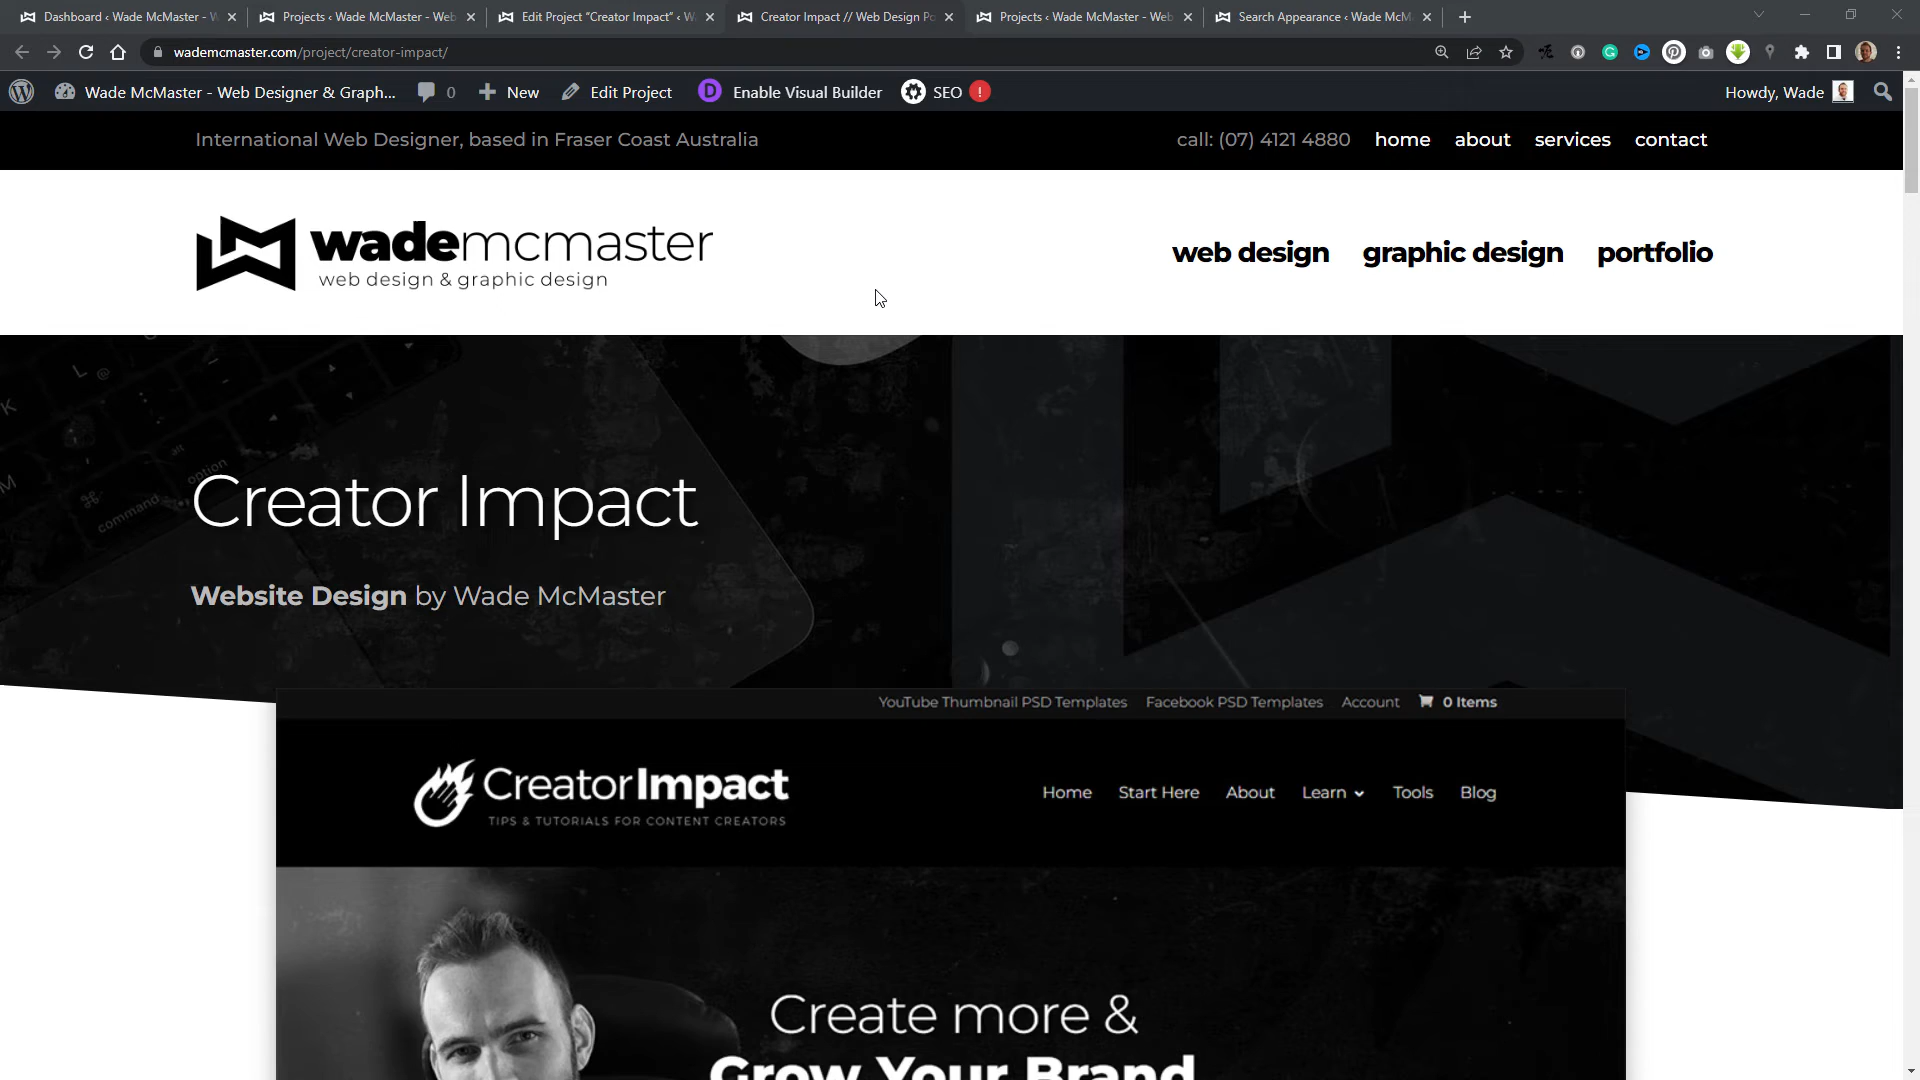 Dashboard ‹ Wade McMaster - W
Projects ‹ Wade McMaster - Web
Edit Project “Creator Impact” ‹ W
Creator Impact // Web Design Po
Projects ‹ Wade McMaster - Web
Search Appearance ‹ Wade McM
wademcmaster.com/project/creator-impact/
Wade McMaster - Web Designer & Graph... 0 New Edit Project D Enable Visual Builder SEO ! Howdy, Wade
International Web Designer, based in Fraser Coast Australia call: (07) 4121 4880 home about services contact
wademcmaster
web design & graphic design
web design graphic design portfolio
Creator Impact
Website Design by Wade McMaster
command
option
alt
YouTube Thumbnail PSD Templates Facebook PSD Templates Account 0 Items
CreatorImpact
TIPS & TUTORIALS FOR CONTENT CREATORS
Home Start Here About Learn Tools Blog
Create more &
Grow Your Brand